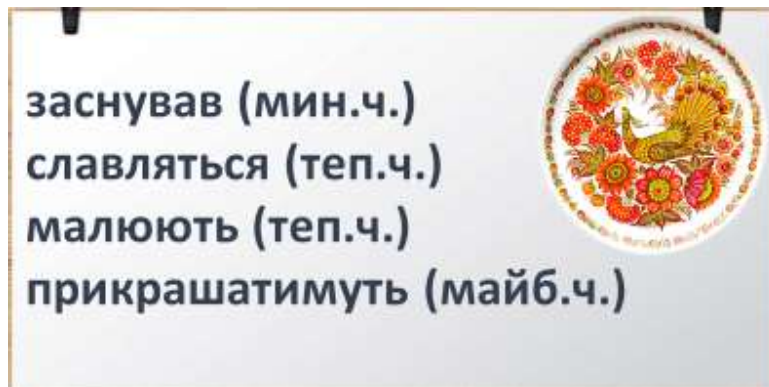 заснував (мин.ч.)
славляться (теп.ч.)
малюють (теп.ч.)
прикрашатимуть (майб.ч.)